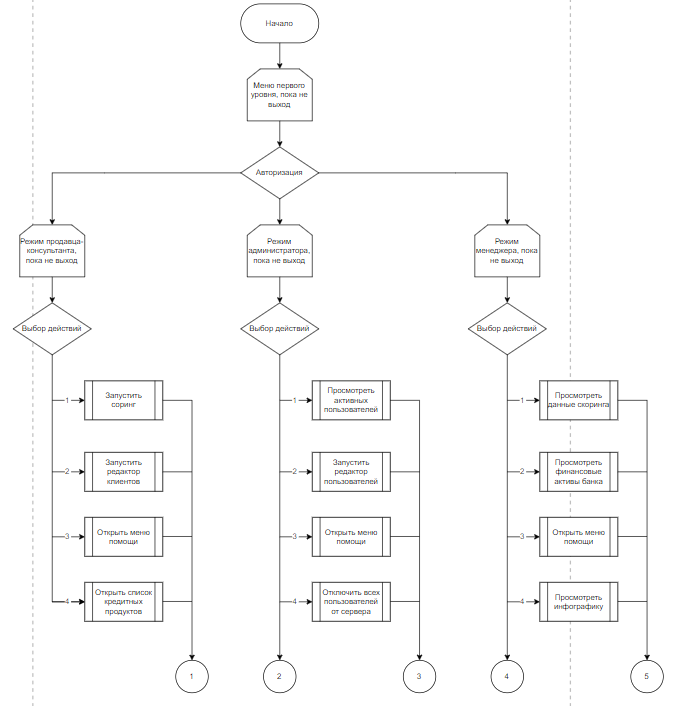 Начало
Меню первого
уровня, пока не
выход
Авторизация
Режим продавца-
консультанта,
пока не выход
Режим
администратора,
пока не выход
Режим
менеджера, пока
не выход
Выбор действий
Выбор действий
Выбор действий
1
Запустить
соринг
1
Просмотреть
активных
пользователей
1
Просмотреть
данные скоринга
2
Запустить
редактор
клиентов
2
Запустить
редактор
пользователей
2
Просмотреть
финансовые
активы банка
3
Открыть меню
помощи
3
Открыть меню
помощи
3
Открыть меню
помощи
4
Открыть список
кредитных
продуктов
4
Отключить всех
пользователей
от сервера
4
Просмотреть
инфографику
1
2
3
4
5